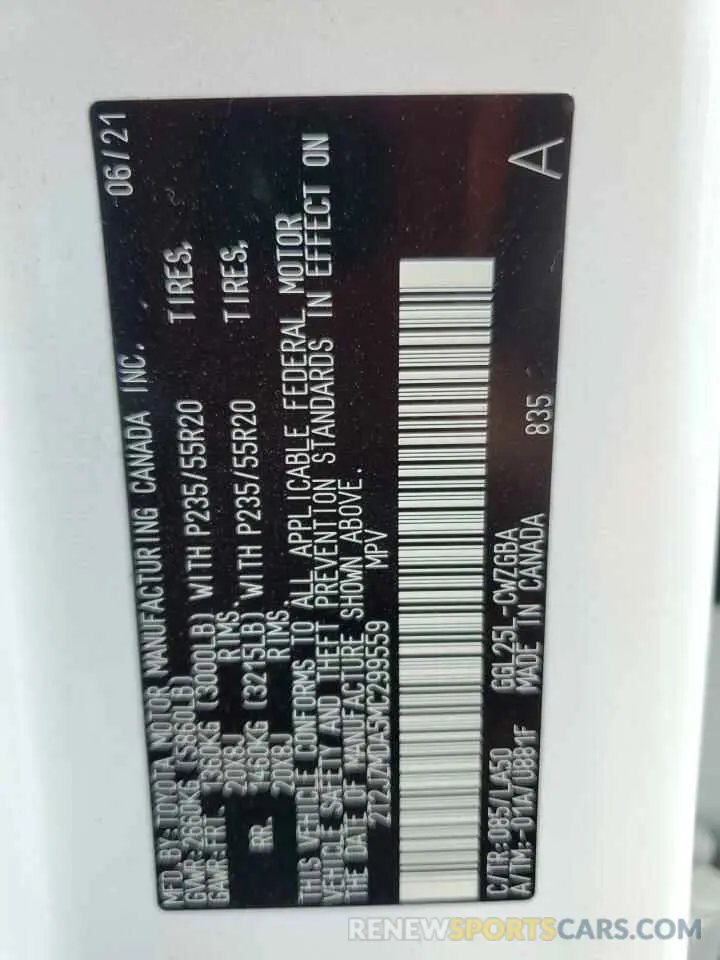 MFD BY: TOYOTA MOTOR MANUFACTURING CANADA INC. 06/21
GVWR: 2660KG (5860LB)
GAWR: FRT. 1360KG (3000LB) WITH P235/55R20 TIRES,
20X8J RIMS.
RR. 1460KG (3215LB) WITH P235/55R20 TIRES,
20X8J RIMS.
THIS VEHICLE CONFORMS TO ALL APPLICABLE FEDERAL MOTOR
VEHICLE SAFETY AND THEFT PREVENTION STANDARDS IN EFFECT ON
THE DATE OF MANUFACTURE SHOWN ABOVE.
2T2JZMDA5MC299559 MPV A
C/TR: 085/LA50 GGL25L-CWZGBA 835
A/TM: -01A/U881F MADE IN CANADA
RENEWSPORTSCARS.COM